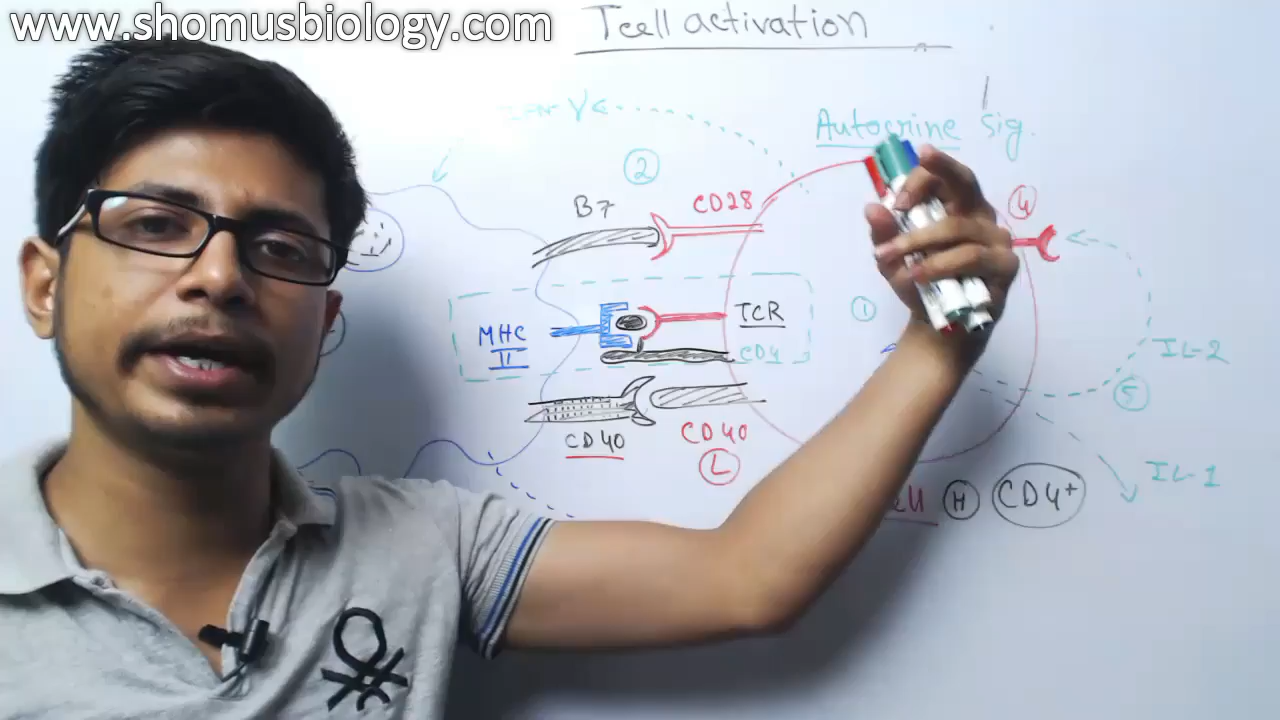 www.shomusbiology.com
Tcell activation
Autocrine sig.
2
B7
CD28
4
MHC
II
TCR
CD4
1
IL-2
5
CD40
CD40
L
IL-1
H
CD4+